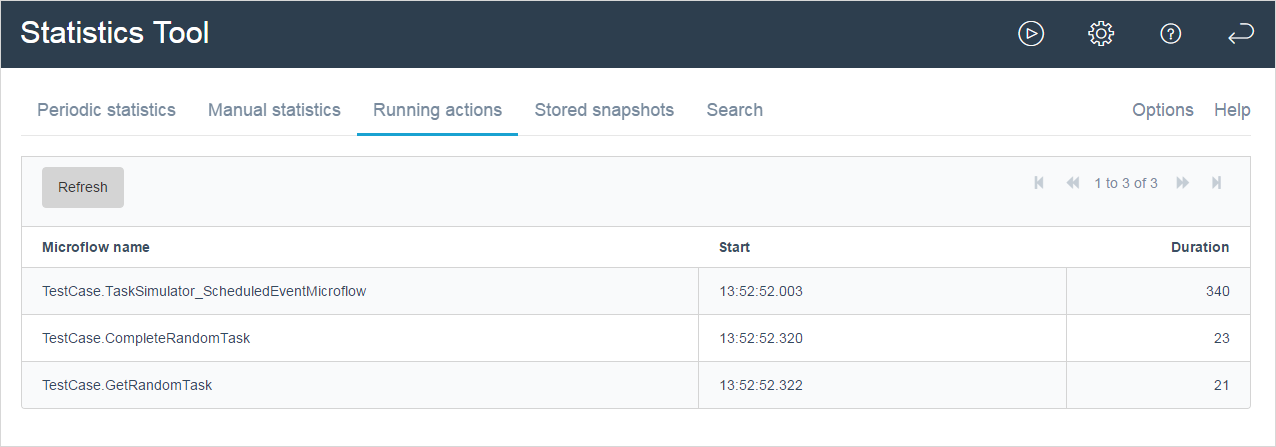 Statistics Tool
Periodic statistics Manual statistics Running actions Stored snapshots Search Options Help
Refresh 1 to 3 of 3
Microflow name Start Duration
TestCase.TaskSimulator_ScheduledEventMicroflow 13:52:52.003 340
TestCase.CompleteRandomTask 13:52:52.320 23
TestCase.GetRandomTask 13:52:52.322 21